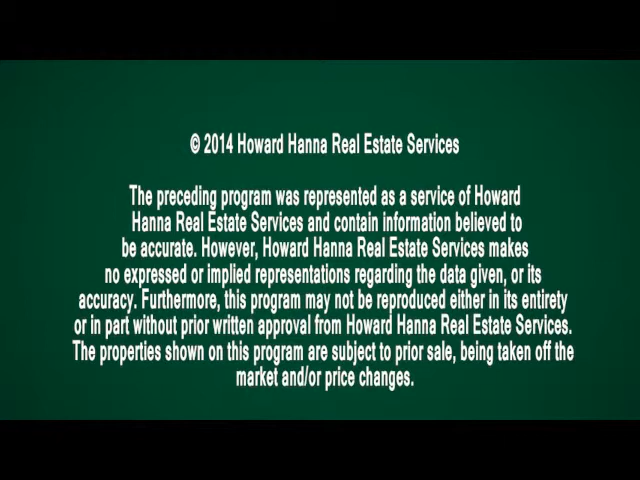 © 2014 Howard Hanna Real Estate Services
The preceding program was represented as a service of Howard
Hanna Real Estate Services and contain information believed to
be accurate. However, Howard Hanna Real Estate Services makes
no expressed or implied representations regarding the data given, or its
accuracy. Furthermore, this program may not be reproduced either in its entirety
or in part without prior written approval from Howard Hanna Real Estate Services.
The properties shown on this program are subject to prior sale, being taken off the
market and/or price changes.